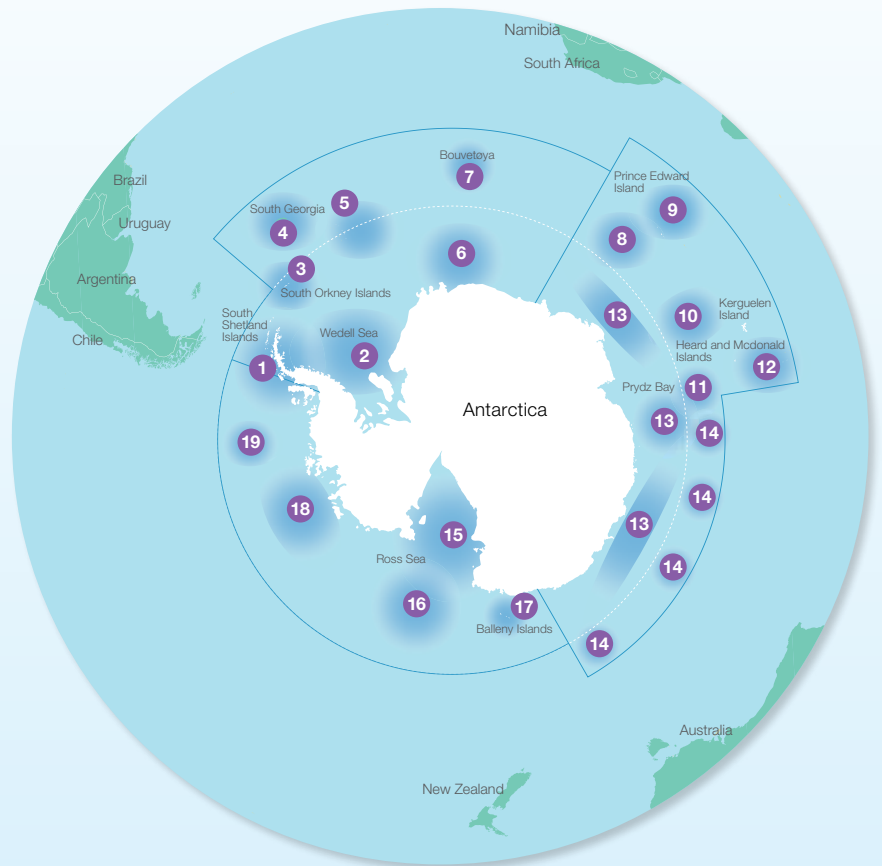 Namibia
South Africa
Bouvetøya
7
Prince Edward
Island
Brazil
5
9
South Georgia
4
Uruguay
8
6
3
Argentina
South Orkney Islands
Kerguelen
Island
10
13
South
Shetland
Islands
Wedell Sea
2
Chile
Heard and Mcdonald
Islands
1
12
Prydz Bay
11
Antarctica
13
14
19
14
18
13
15
Ross Sea
14
16
17
Balleny Islands
14
Australia
New Zealand